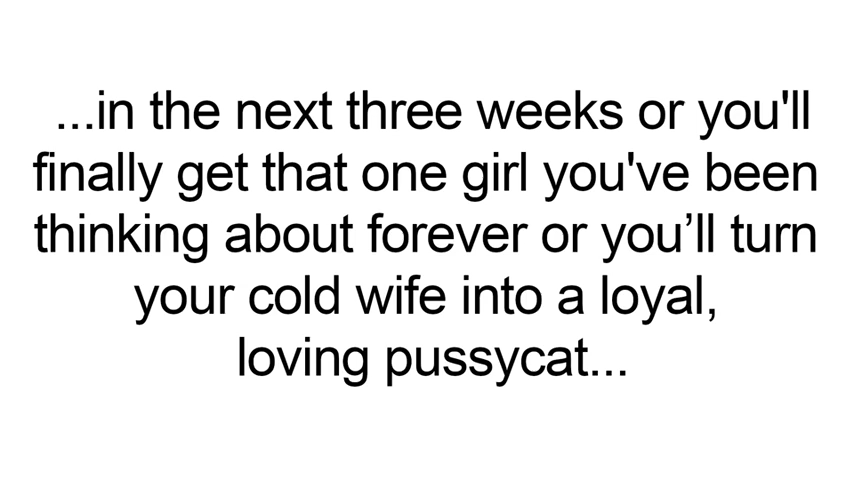 ...in the next three weeks or you'll
finally get that one girl you've been
thinking about forever or you’ll turn
your cold wife into a loyal,
loving pussycat...